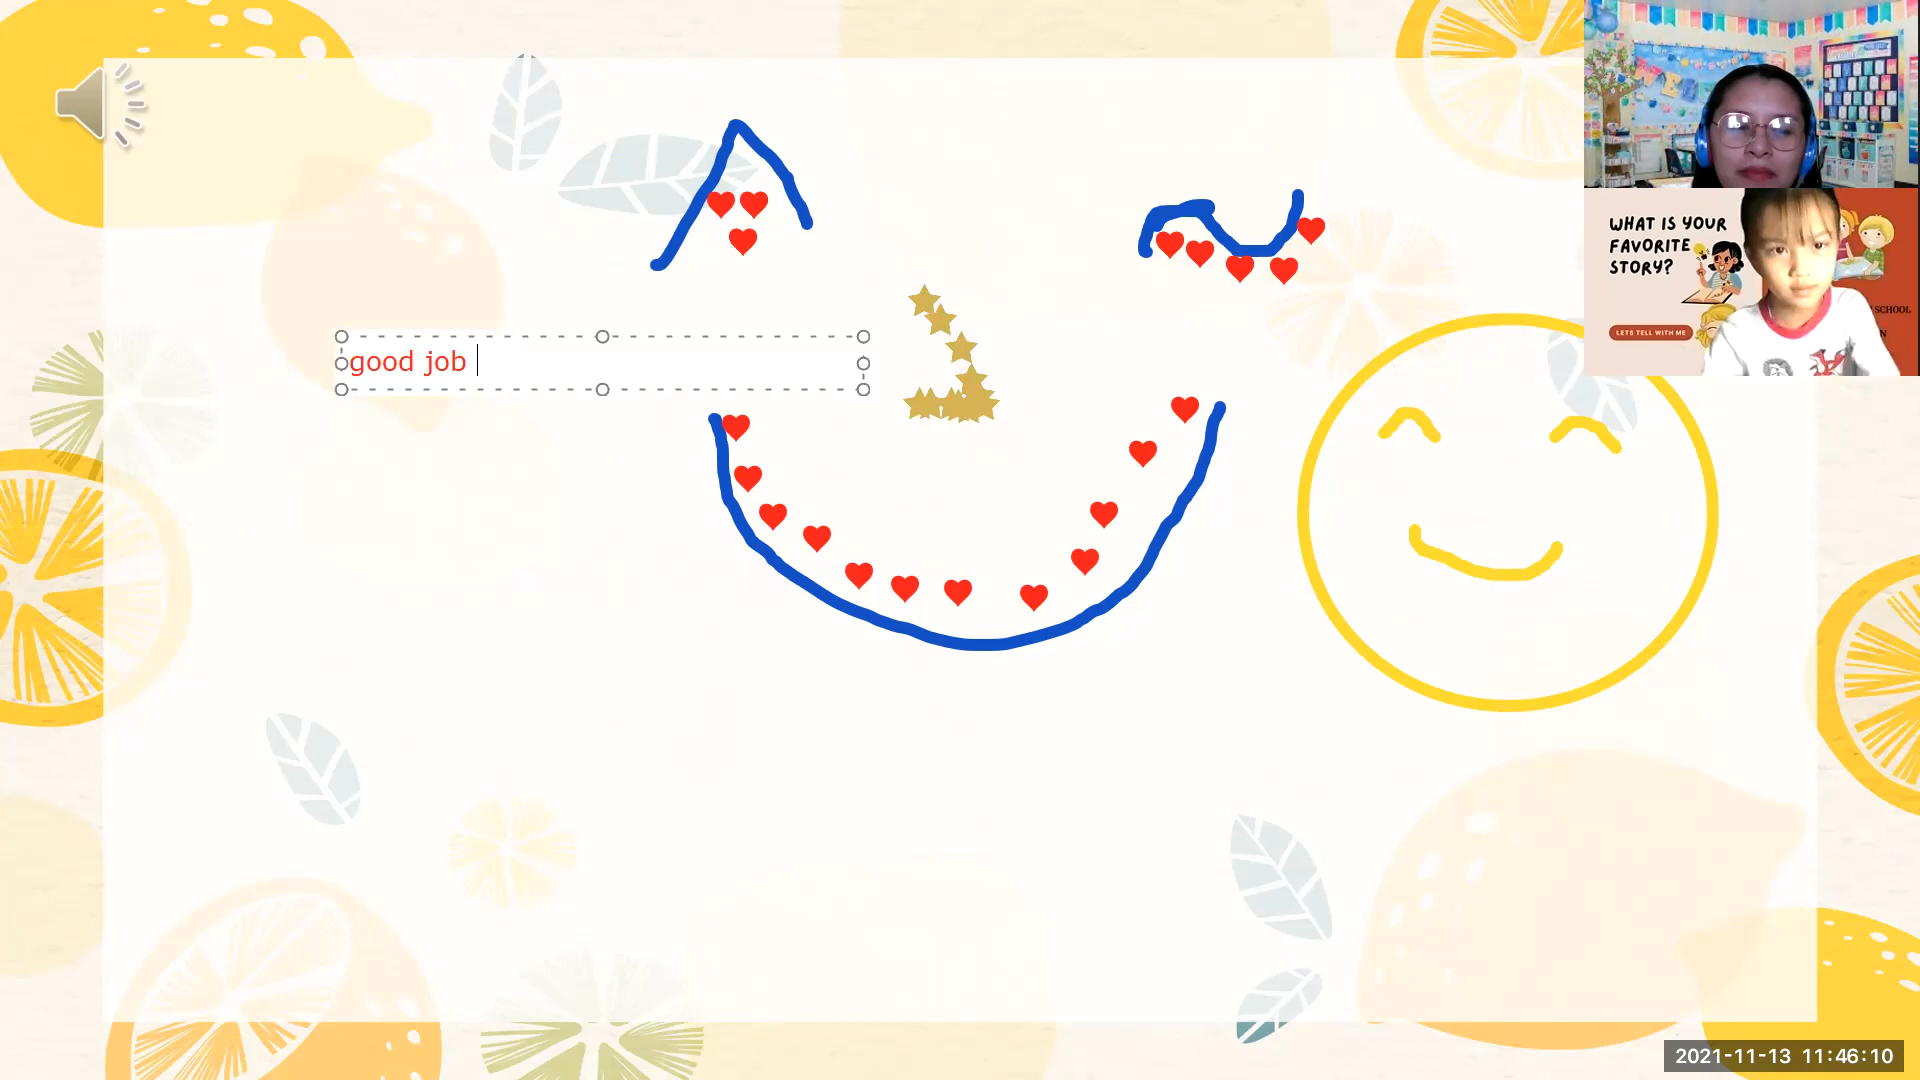 good job
WHAT IS YOUR
FAVORITE
STORY?
SCHOOL
LETS TELL WITH ME
2021-11-13 11:46:10